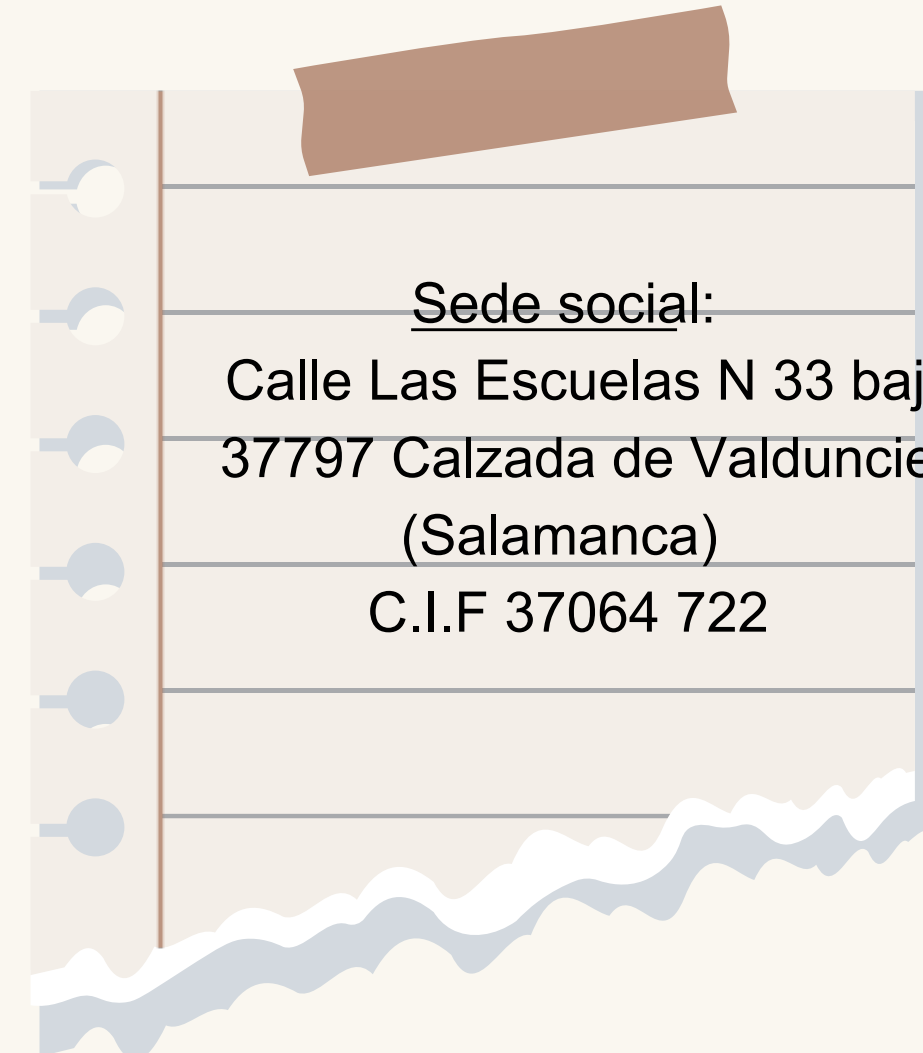 Sede social:
Calle Las Escuelas N 33 baj
37797 Calzada de Valduncie
(Salamanca)
C.I.F 37064 722